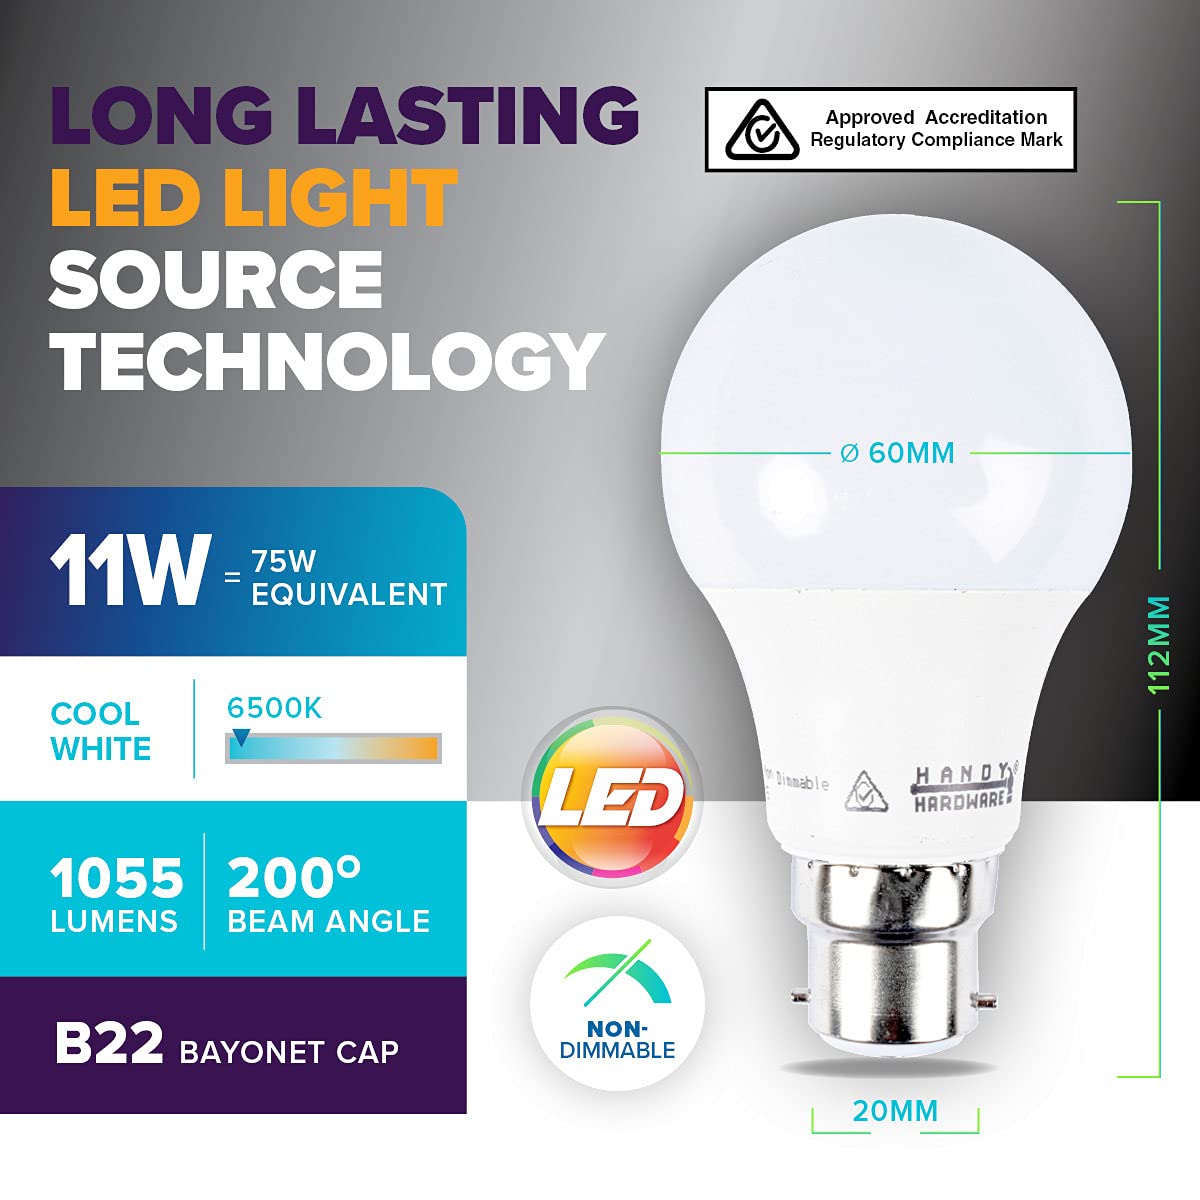 LONG LASTING
LED LIGHT
SOURCE
TECHNOLOGY
Approved Accreditation
Regulatory Compliance Mark
Ø 60MM
11W = 75W
EQUIVALENT
112MM
COOL
WHITE
6500K
LED
Dimmable
HANDY®
HARDWARE
1055
LUMENS
200°
BEAM ANGLE
NON-
DIMMABLE
B22 BAYONET CAP
20MM